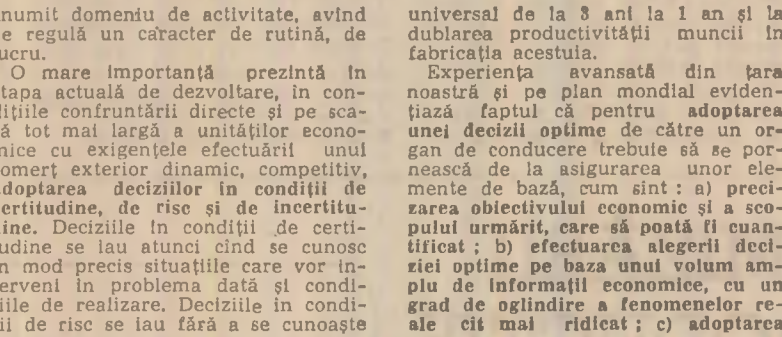 numit domeniu de activitate, avînd
e regulă un caracter de rutină, de
ucru.
O mare importanță prezintă în
tapa actuală de dezvoltare, în con-
ițiile confruntării directe și pe sca-
ă tot mai largă a unităților econo-
nice cu exigențele efectuării unui
omerț exterior dinamic, competitiv,
doptarea deciziilor în condiții de
ertitudine, de risc și de incertitu-
ine. Deciziile în condiții de certi-
udine se iau atunci cînd se cunosc
n mod precis situațiile care vor in-
erveni în problema dată și condi-
iile de realizare. Deciziile în condi-
ii de risc se iau fără a se cunoaște
universal de la 3 ani la 1 an și la
dublarea productivității muncii în
fabricația acestuia.
Experiența avansată din țara
noastră și pe plan mondial eviden-
țiază faptul că pentru adoptarea
unei decizii optime de către un or-
gan de conducere trebuie să se por-
nească de la asigurarea unor ele-
mente de bază, cum sînt : a) preci-
zarea obiectivului economic și a sco-
pului urmărit, care să poată fi cuan-
tificat ; b) efectuarea alegerii deci-
ziei optime pe baza unui volum am-
plu de informații economice, cu un
grad de oglindire a fenomenelor re-
ale cît mai ridicat ; c) adoptarea